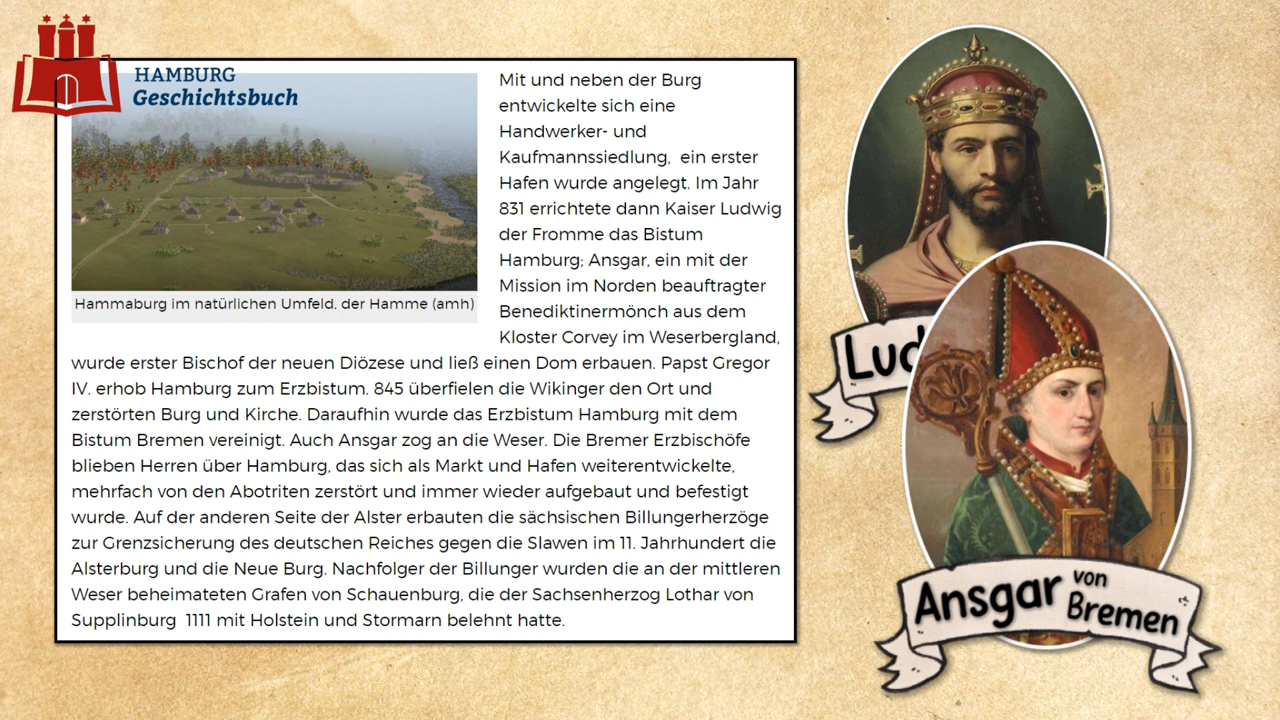 HAMBURG
Geschichtsbuch
Hammaburg im natürlichen Umfeld, der Hamme (amh)
Mit und neben der Burg
entwickelte sich eine
Handwerker- und
Kaufmannssiedlung, ein erster
Hafen wurde angelegt. Im Jahr
831 errichtete dann Kaiser Ludwig
der Fromme das Bistum
Hamburg; Ansgar, ein mit der
Mission im Norden beauftragter
Benediktinermönch aus dem
Kloster Corvey im Weserbergland,
wurde erster Bischof der neuen Diözese und ließ einen Dom erbauen. Papst Gregor
IV. erhob Hamburg zum Erzbistum. 845 überfielen die Wikinger den Ort und
zerstörten Burg und Kirche. Daraufhin wurde das Erzbistum Hamburg mit dem
Bistum Bremen vereinigt. Auch Ansgar zog an die Weser. Die Bremer Erzbischöfe
blieben Herren über Hamburg, das sich als Markt und Hafen weiterentwickelte,
mehrfach von den Abotriten zerstört und immer wieder aufgebaut und befestigt
wurde. Auf der anderen Seite der Alster erbauten die sächsischen Billungerherzöge
zur Grenzsicherung des deutschen Reiches gegen die Slawen im 11. Jahrhundert die
Alsterburg und die Neue Burg. Nachfolger der Billunger wurden die an der mittleren
Weser beheimateten Grafen von Schauenburg, die der Sachsenherzog Lothar von
Supplinburg 1111 mit Holstein und Stormarn belehnt hatte.
Ansgar von
Bremen